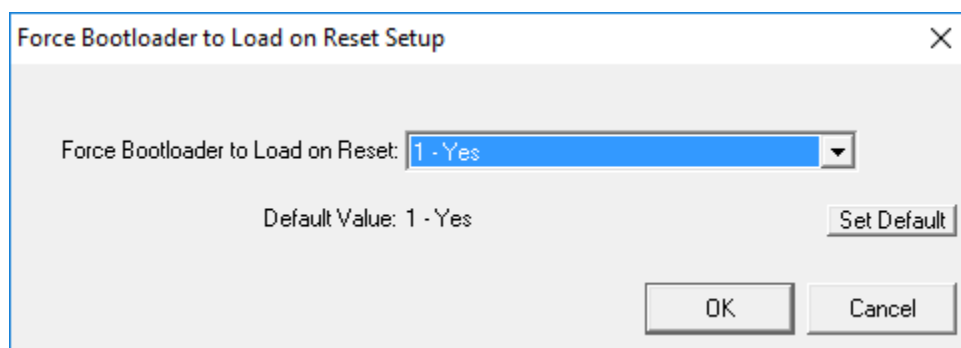 Force Bootloader to Load on Reset Setup
Force Bootloader to Load on Reset: 1 - Yes
Default Value: 1 - Yes Set Default
OK Cancel